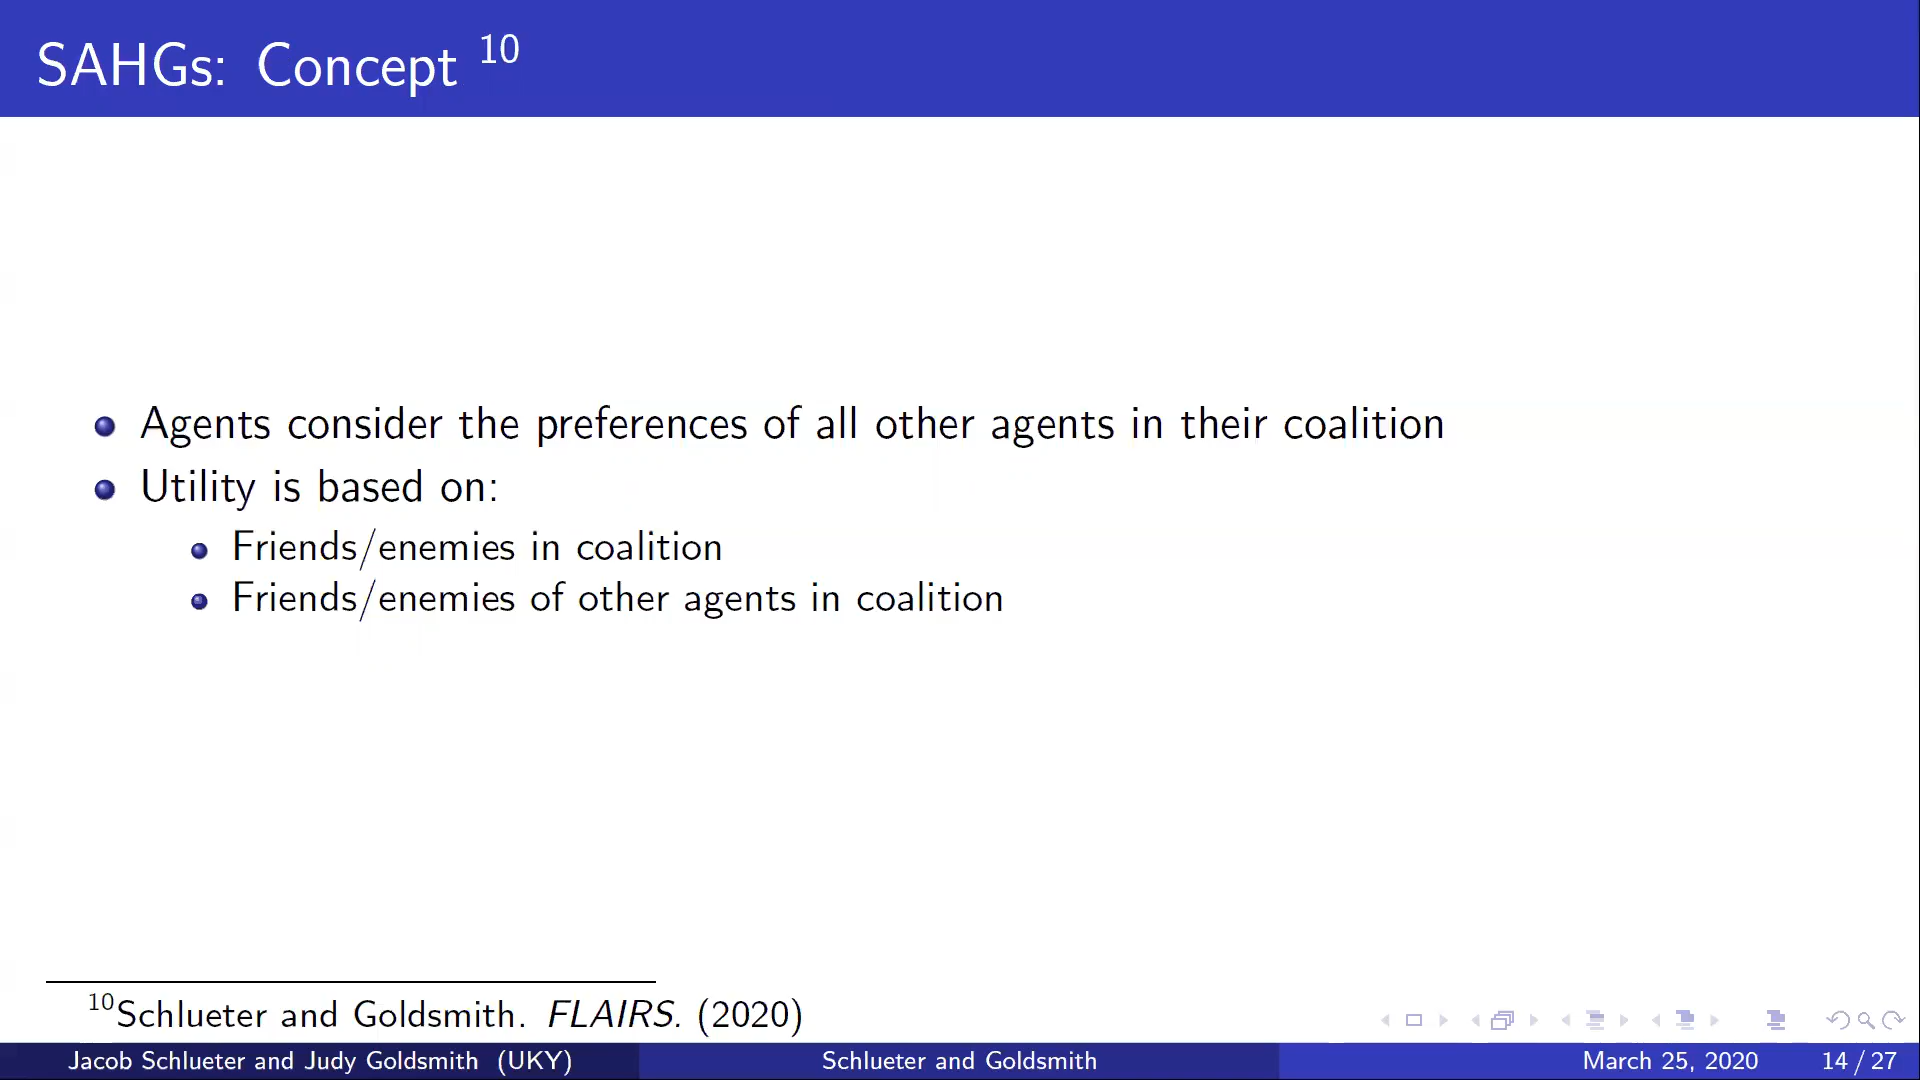 SAHGs: Concept 10
Agents consider the preferences of all other agents in their coalition
Utility is based on:
Friends/enemies in coalition
Friends/enemies of other agents in coalition
10Schlueter and Goldsmith. FLAIRS. (2020)
Jacob Schlueter and Judy Goldsmith (UKY) Schlueter and Goldsmith March 25, 2020 14 / 27